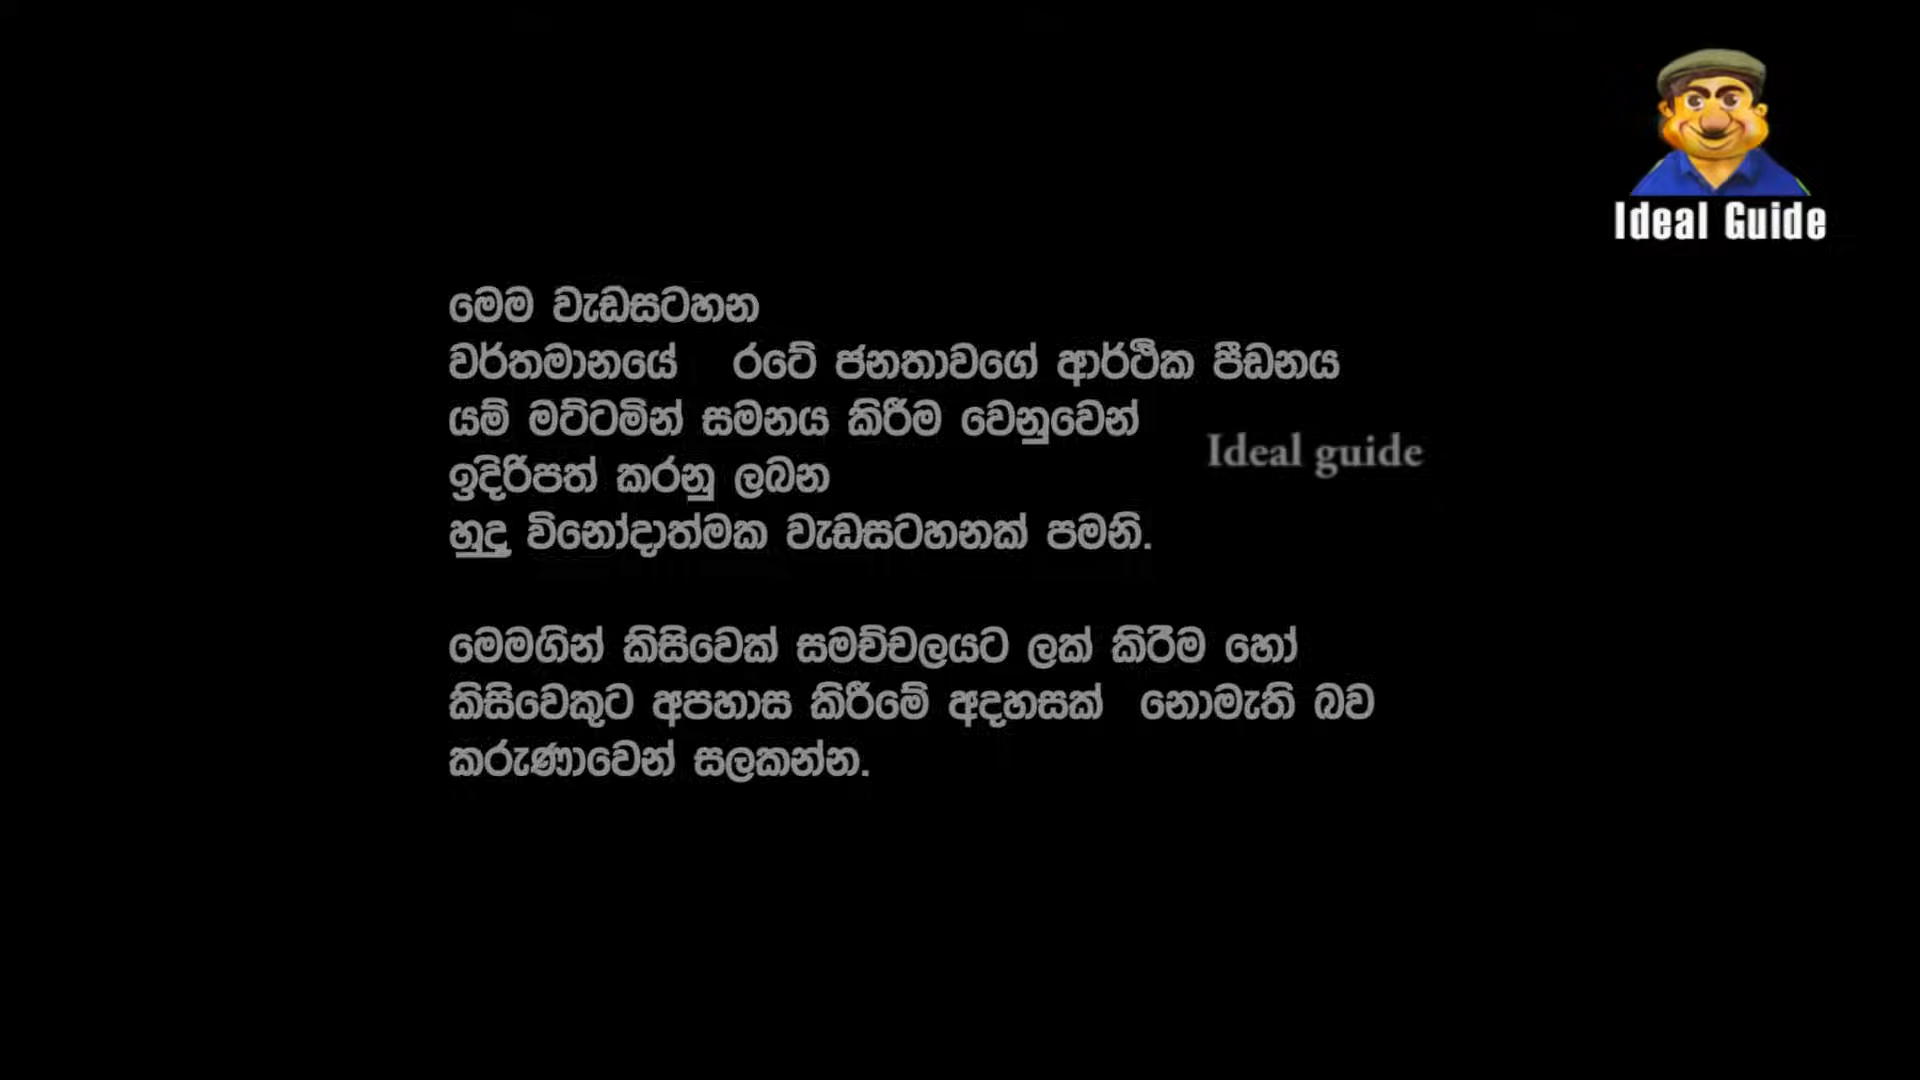 Ideal Guide
මෙම වැඩසටහන
වර්තමානයේ රටේ ජනතාවගේ ආර්ථික පීඩනය
යම් මට්ටමින් සමනය කිරීම වෙනුවෙන්
Ideal guide
ඉදිරිපත් කරනු ලබන
හුදු විනෝදාත්මක වැඩසටහනක් පමනි.
මෙමගින් කිසිවෙක් සමච්චලයට ලක් කිරීම හෝ
කිසිවෙකුට අපහාස කිරීමේ අදහසක් නොමැති බව
කරුණාවෙන් සලකන්න.